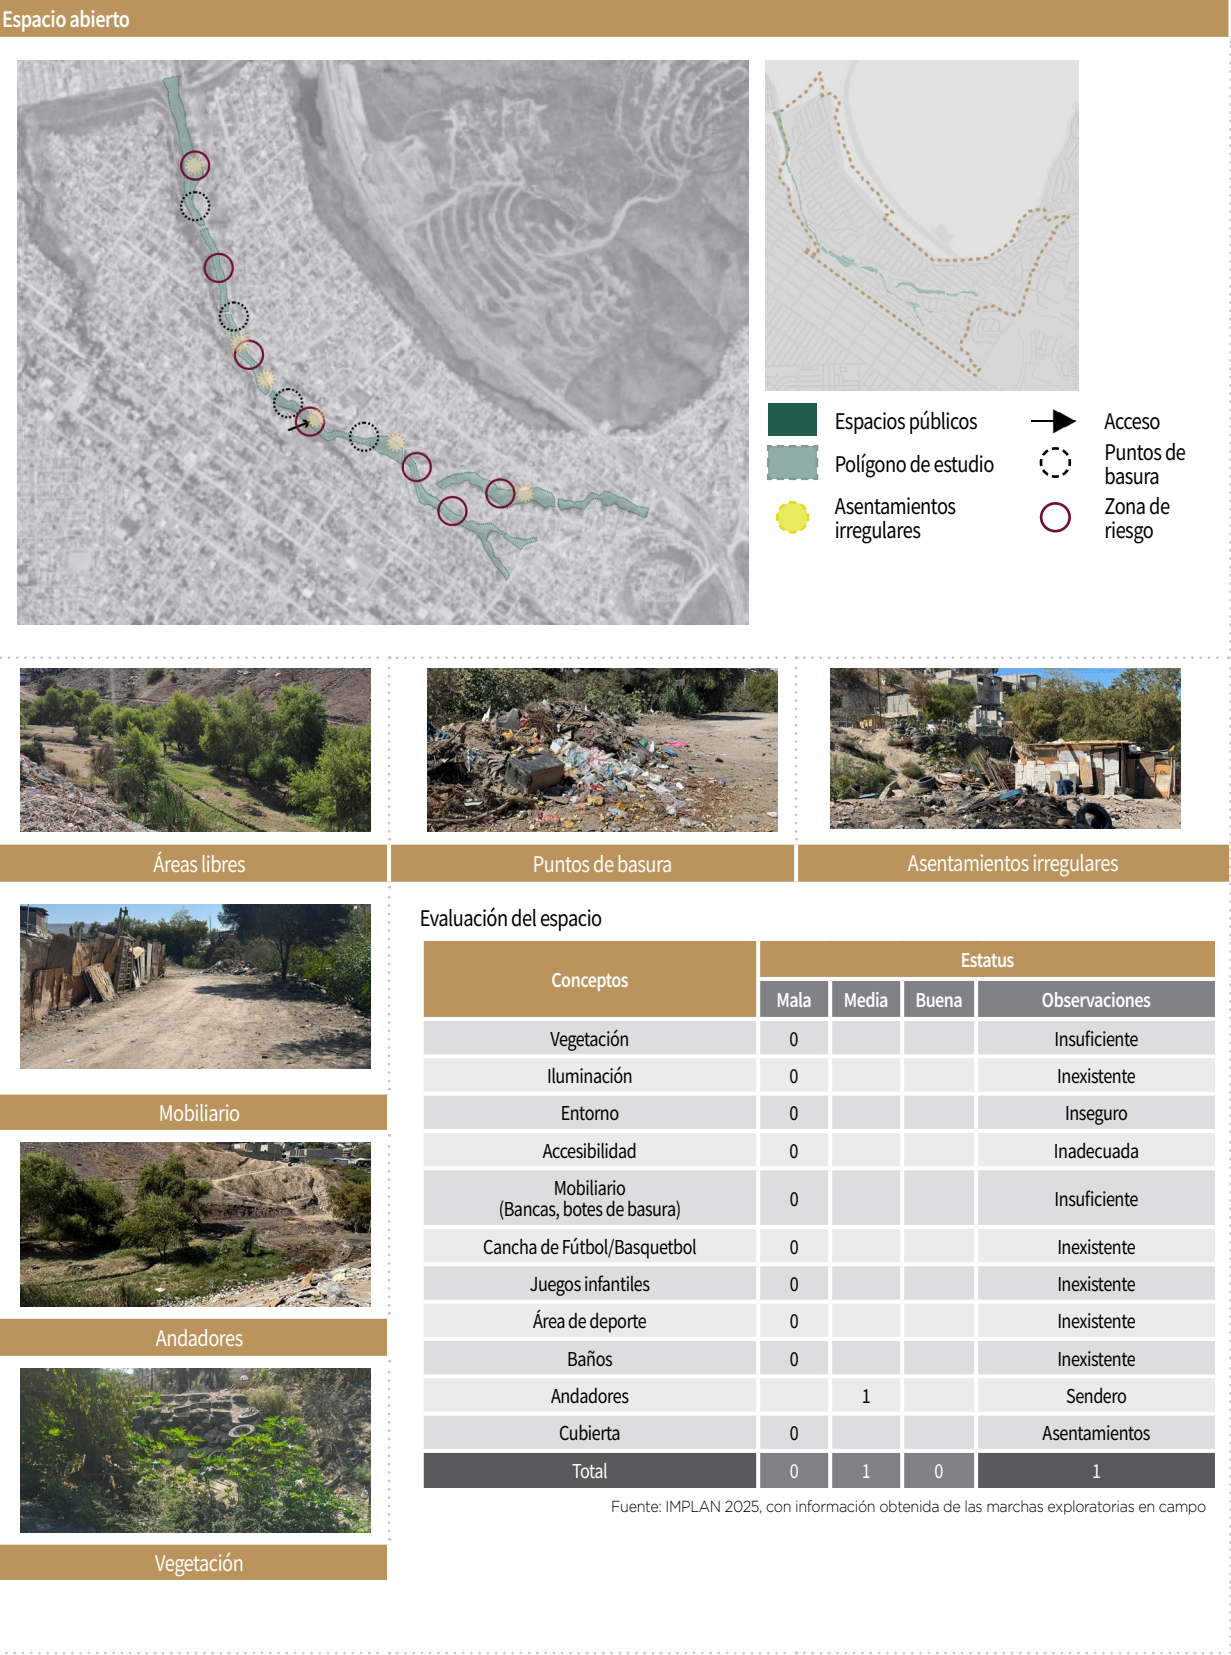 Espacio abierto
Espacios públicos
Acceso
Polígono de estudio
Puntos de
basura
Asentamientos
irregulares
Zona de
riesgo
Áreas libres
Puntos de basura
Asentamientos irregulares
Mobiliario
Andadores
Vegetación
Evaluación del espacio
Conceptos
Estatus
Mala Media Buena Observaciones
Vegetación 0 Insuficiente
Iluminación 0 Inexistente
Entorno 0 Inseguro
Accesibilidad 0 Inadecuada
Mobiliario
(Bancas, botes de basura) 0 Insuficiente
Cancha de Fútbol/Basquetbol 0 Inexistente
Juegos infantiles 0 Inexistente
Área de deporte 0 Inexistente
Baños 0 Inexistente
Andadores 1 Sendero
Cubierta 0 Asentamientos
Total 0 1 0 1
Fuente: IMPLAN 2025, con información obtenida de las marchas exploratorias en campo